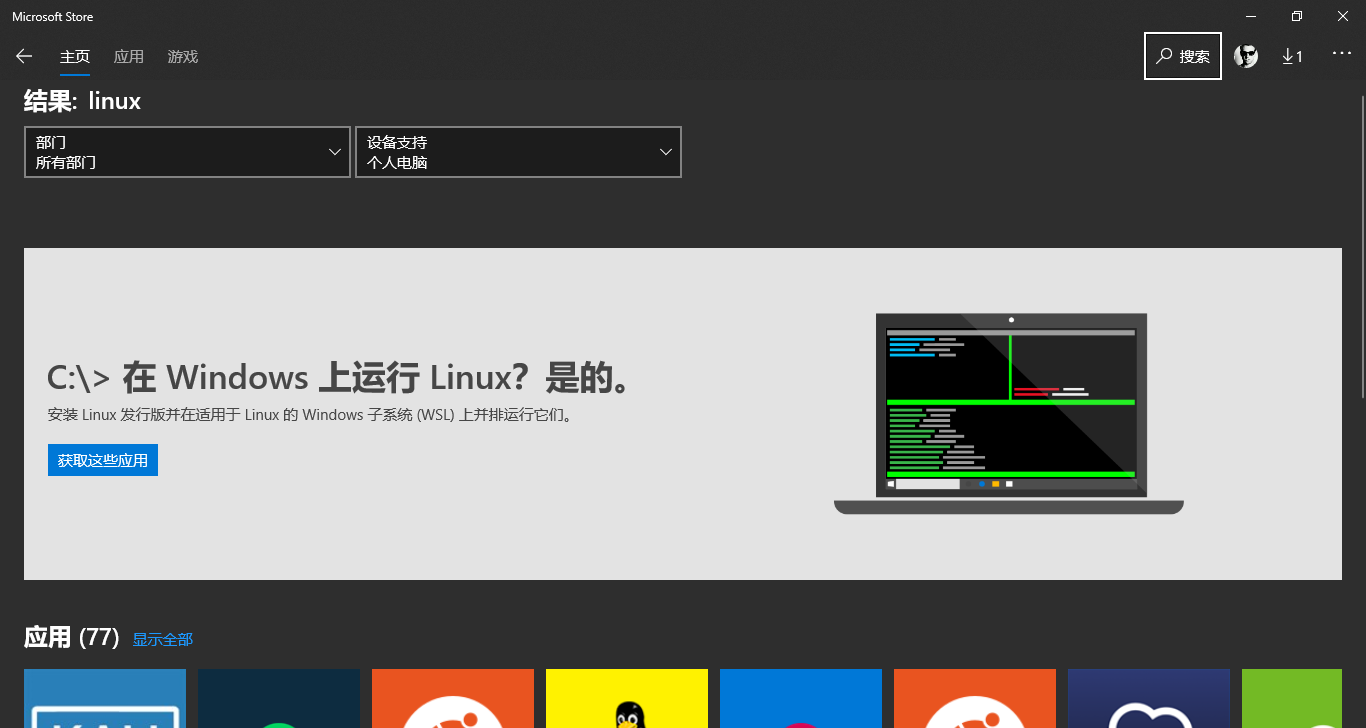 Microsoft Store
主页 应用 游戏 搜索 1
结果: linux
部门 设备支持
所有部门 个人电脑
C:\> 在 Windows 上运行 Linux? 是的。
安装 Linux 发行版并在适用于 Linux 的 Windows 子系统 (WSL) 上并排运行它们。
获取这些应用
应用 (77) 显示全部